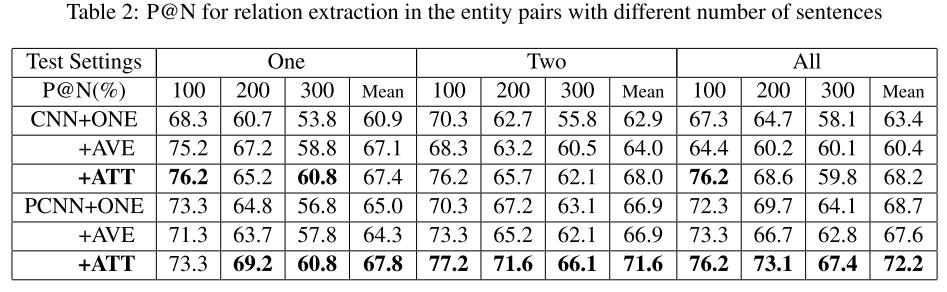 Table 2: P@N for relation extraction in the entity pairs with different number of sentences
Test Settings One Two All
P@N(%) 100 200 300 Mean 100 200 300 Mean 100 200 300 Mean
CNN+ONE 68.3 60.7 53.8 60.9 70.3 62.7 55.8 62.9 67.3 64.7 58.1 63.4
+AVE 75.2 67.2 58.8 67.1 68.3 63.2 60.5 64.0 64.4 60.2 60.1 60.4
+ATT 76.2 65.2 60.8 67.4 76.2 65.7 62.1 68.0 76.2 68.6 59.8 68.2
PCNN+ONE 73.3 64.8 56.8 65.0 70.3 67.2 63.1 66.9 72.3 69.7 64.1 68.7
+AVE 71.3 63.7 57.8 64.3 73.3 65.2 62.1 66.9 73.3 66.7 62.8 67.6
+ATT 73.3 69.2 60.8 67.8 77.2 71.6 66.1 71.6 76.2 73.1 67.4 72.2